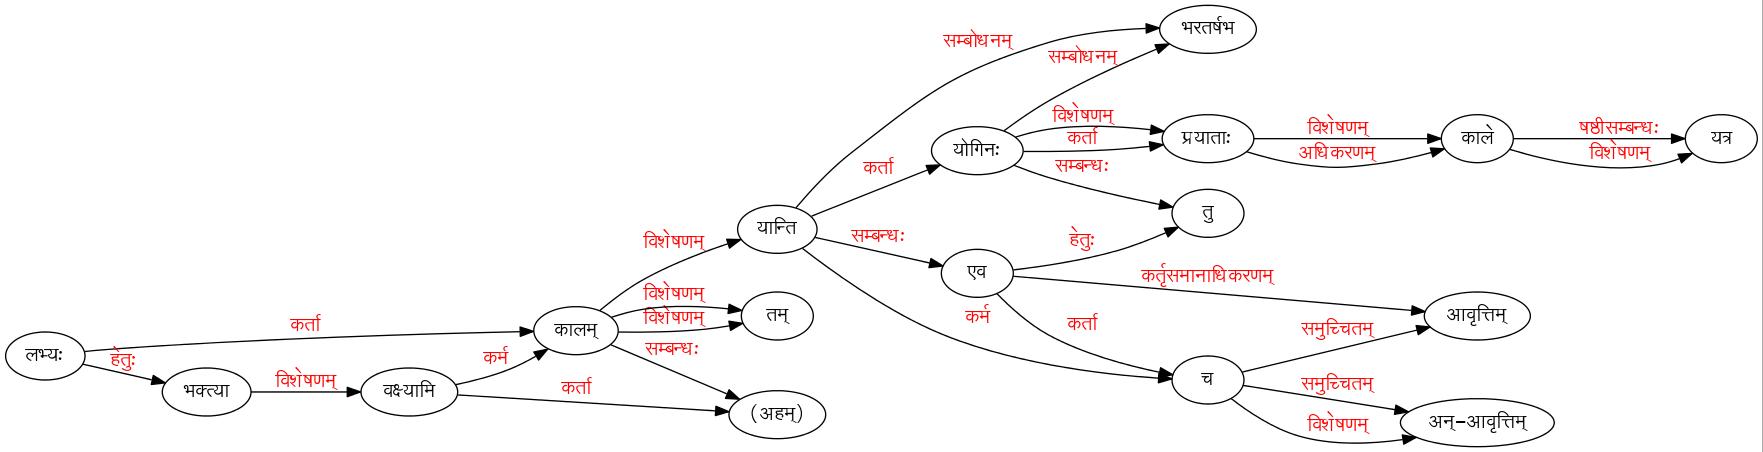 भरतर्षभ
सम्बोधनम्
सम्बोधनम्
विशेषणम्
कर्ता
योगिनः
प्रयाताः
विशेषणम्
अधिकरणम्
काले
षष्ठीसम्बन्धः
विशेषणम्
यत्र
कर्ता
सम्बन्धः
तु
यान्ति
सम्बन्धः
हेतुः
विशेषणम्
एव
कर्तृसमानाधिकरणम्
विशेषणम्
विशेषणम्
तम्
कर्म
कर्ता
आवृत्तिम्
कर्ता
कालम्
समुच्चितम्
लभ्यः
हेतुः
कर्म
सम्बन्धः
च
समुच्चितम्
विशेषणम्
भक्त्या
विशेषणम्
वक्ष्यामि
कर्ता
(अहम्)
अन्-आवृत्तिम्